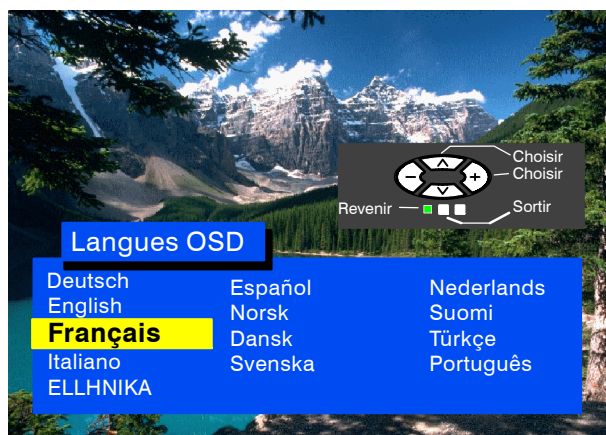 Choisir
Choisir
Revenir
Sortir
Langues OSD
Deutsch
English
Français
Italiano
ELLHNIKA
Español
Norsk
Dansk
Svenska
Nederlands
Suomi
Türkçe
Português